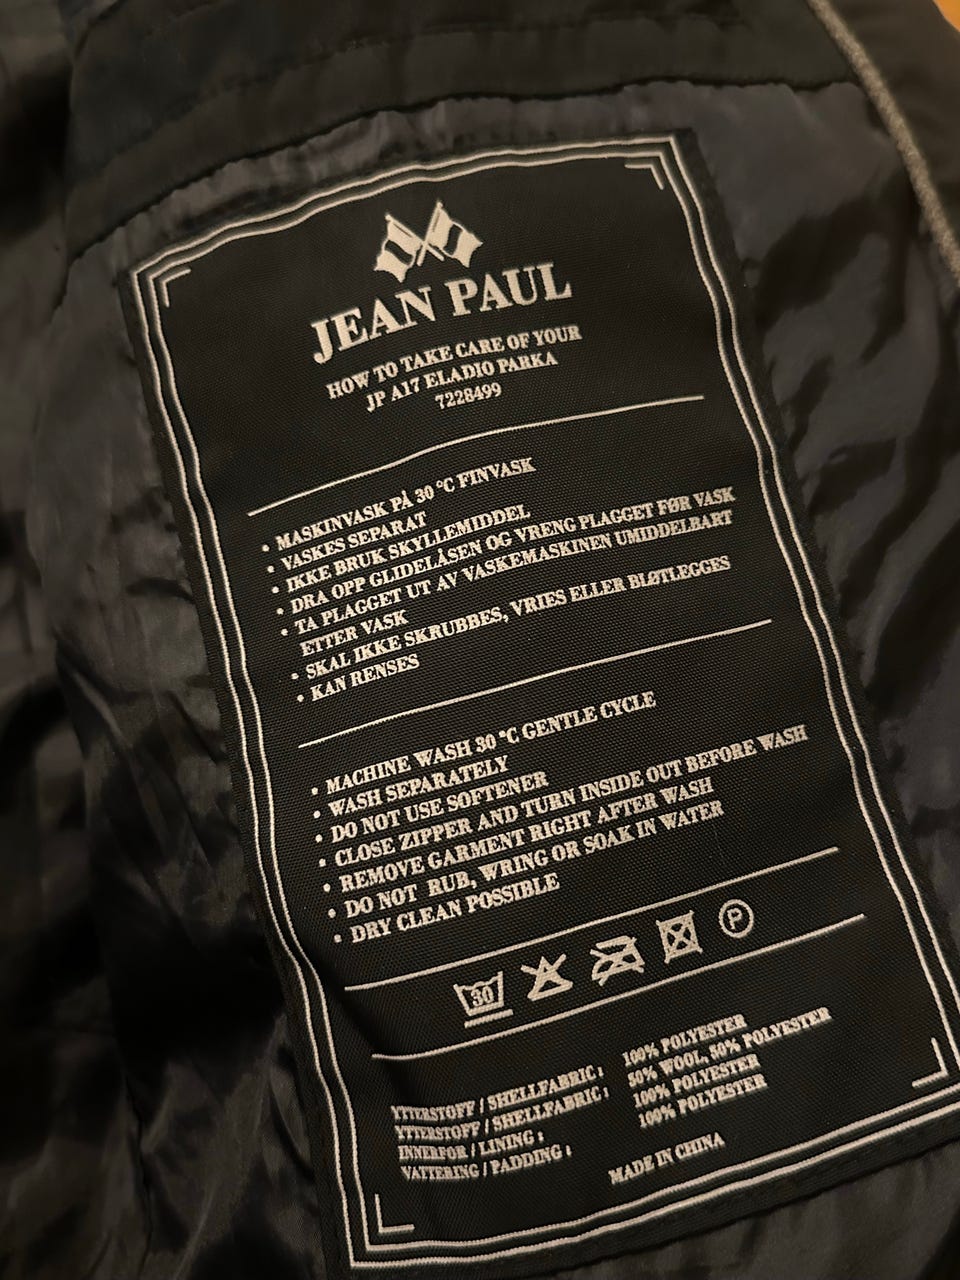 JEAN PAUL
HOW TO TAKE CARE OF YOUR
JP A17 ELADIO PARKA
7228499
• MASKINVASK PÅ 30 °C FINVASK
• VASKES SEPARAT
• IKKE BRUK SKYLLEMIDDEL
• DRA OPP GLIDELÅSEN OG VRENG PLAGGET FØR VASK
• TA PLAGGET UT AV VASKEMASKINEN UMIDDELBART
ETTER VASK
• SKAL IKKE SKRUBBES, VRIES ELLER BLØTLEGGES
• KAN RENSES
• MACHINE WASH 30 °C GENTLE CYCLE
• WASH SEPARATELY
• DO NOT USE SOFTENER
• CLOSE ZIPPER AND TURN INSIDE OUT BEFORE WASH
• REMOVE GARMENT RIGHT AFTER WASH
• DO NOT RUB, WRING OR SOAK IN WATER
• DRY CLEAN POSSIBLE
30 P
YTTERSTOFF / SHELLFABRIC: 100% POLYESTER
YTTERSTOFF / SHELLFABRIC: 50% WOOL, 50% POLYESTER
INNERFOR / LINING: 100% POLYESTER
VATTERING / PADDING: 100% POLYESTER
MADE IN CHINA